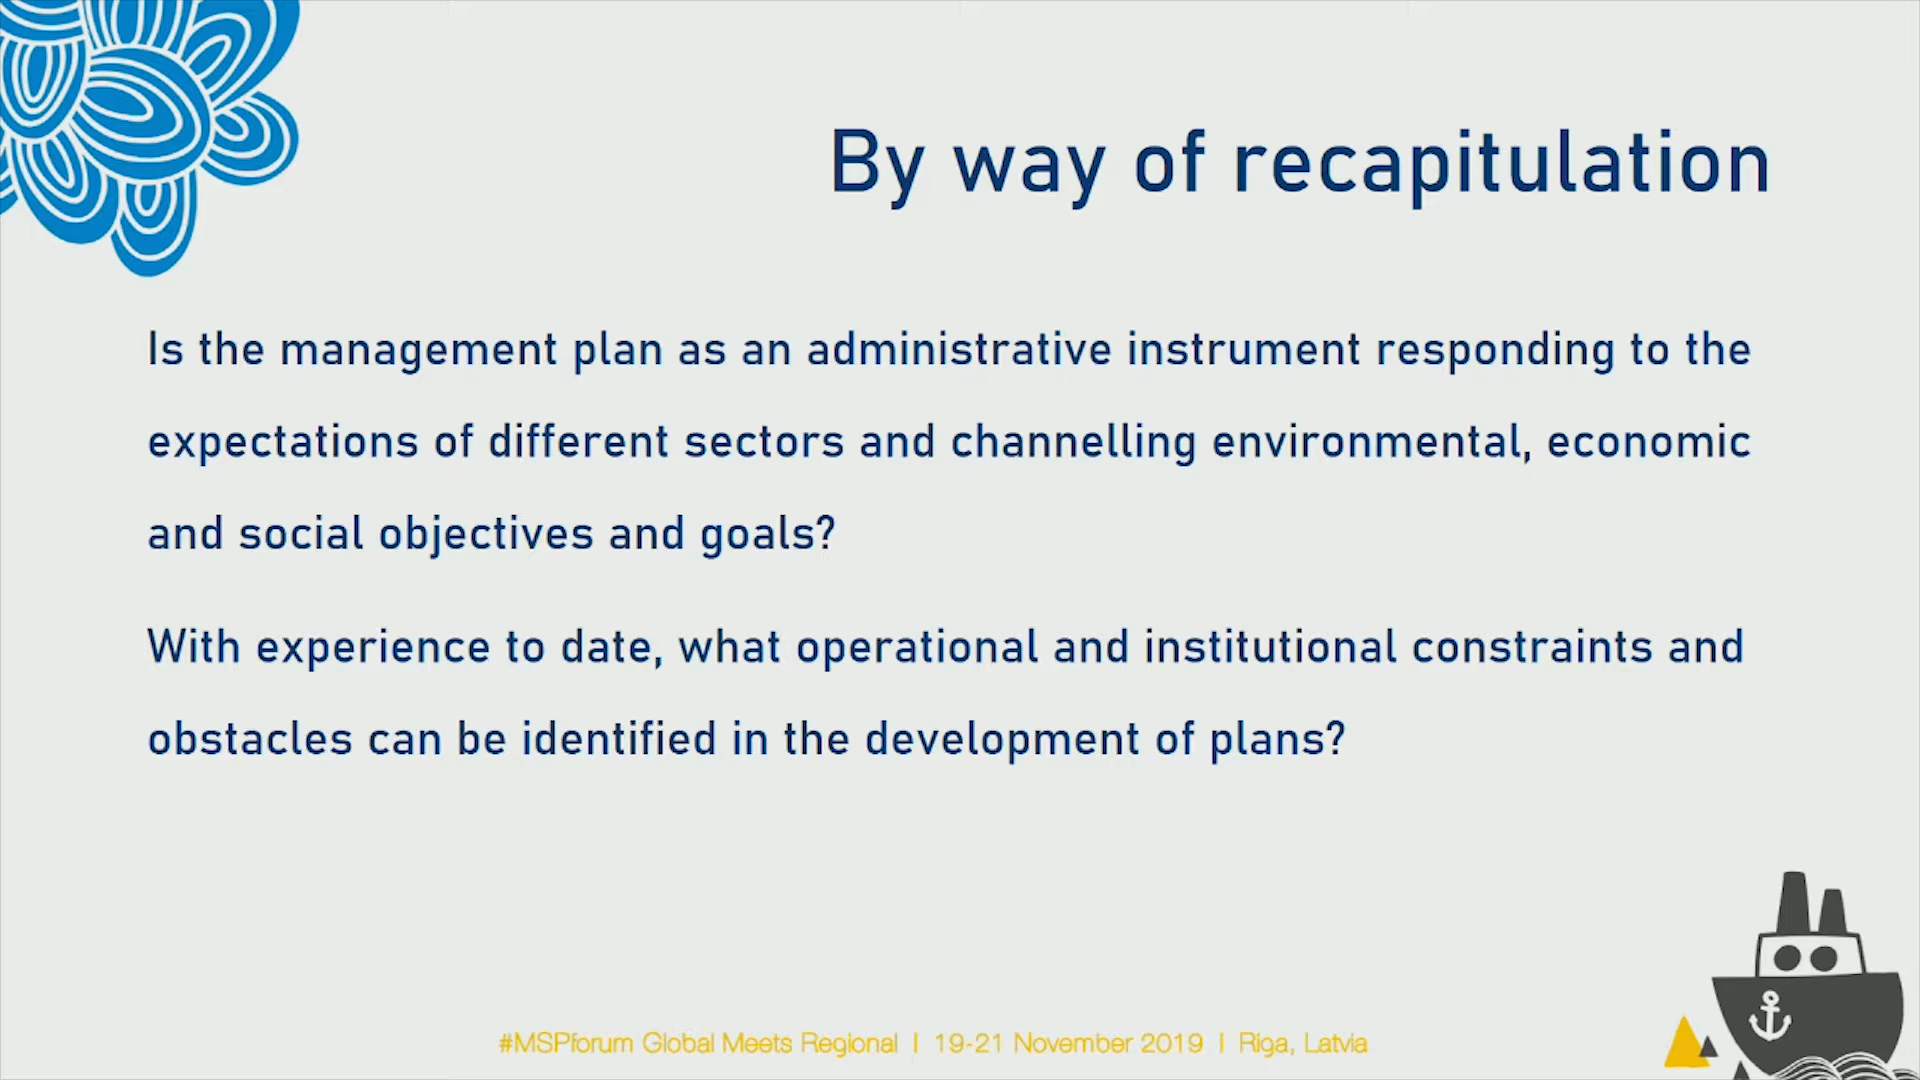 By way of recapitulation
Is the management plan as an administrative instrument responding to the
expectations of different sectors and channelling environmental, economic
and social objectives and goals?
With experience to date, what operational and institutional constraints and
obstacles can be identified in the development of plans?
#MSPforum Global Meets Regional | 19-21 November 2019 | Riga, Latvia